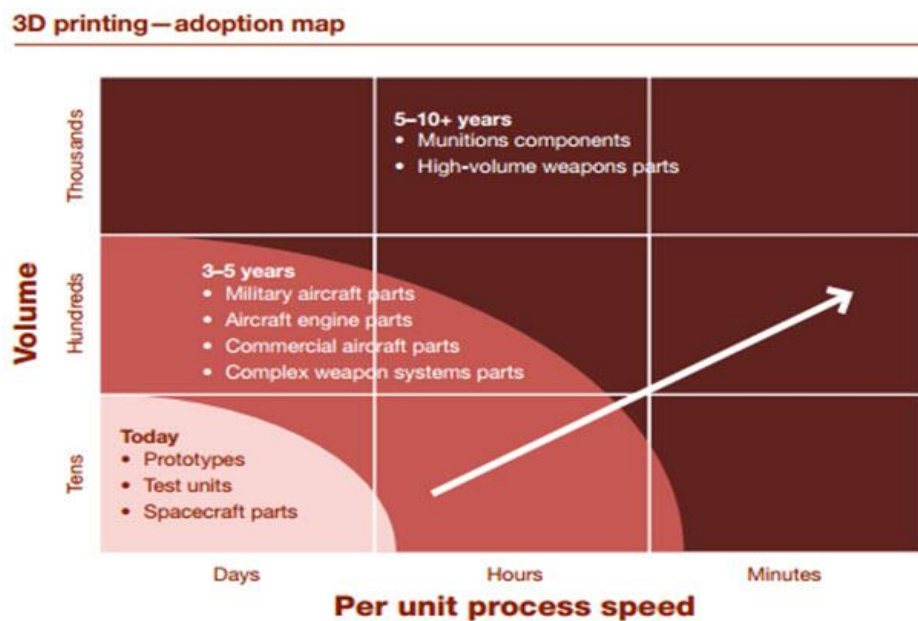 3D printing—adoption map
Thousands
Hundreds
Tens
Volume
5–10+ years
• Munitions components
• High-volume weapons parts
3–5 years
• Military aircraft parts
• Aircraft engine parts
• Commercial aircraft parts
• Complex weapon systems parts
Today
• Prototypes
• Test units
• Spacecraft parts
Days
Hours
Minutes
Per unit process speed